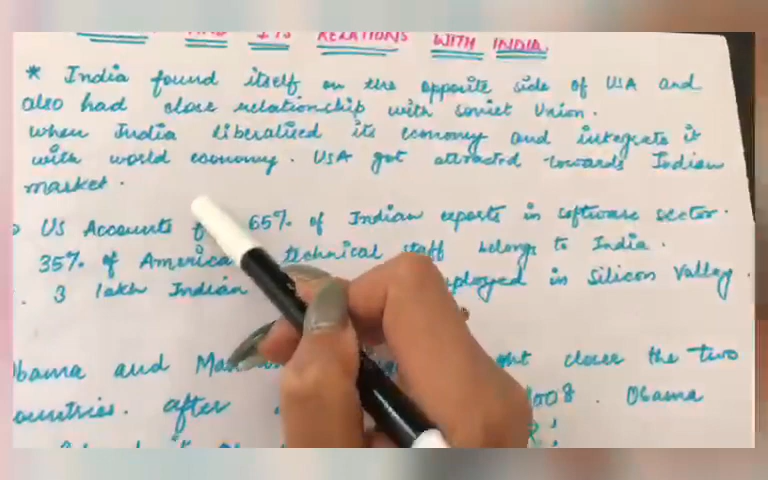 AND ITS RELATIONS WITH INDIA
* India found itself on the opposite side of USA and
also had close relationship with Soviet Union.
when India liberalised its economy and integrate it
with world economy. USA got attracted towards Indian
market.
US Accounts 65% of Indian exports in software sector.
35% of America technical staff belongs to India.
3 lakh Indian in Silicon Valley.
Obama and close the two
countries. after 2008. Obama